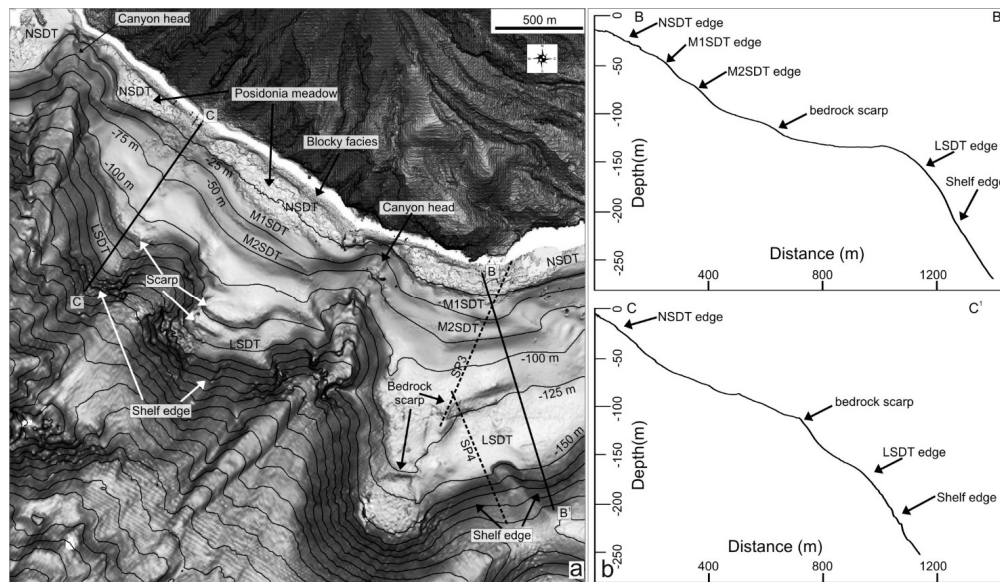 Canyon head
500 m
NSDT
NSDT
Posidonia meadow
C
Blocky facies
-75 m
-25 m
-100 m
NSDT
-50 m
M1SDT
Canyon head
M2SDT
B
NSDT
LSDT
C'
M1SDT
Scarp
M2SDT
LSDT
-100 m
SP3
Shelf edge
Bedrock
scarp
-125 m
LSDT
SP4
-150 m
B'
Shelf edge
a
0
-50
-100
-150
-200
-250
Depth(m)
B
B'
NSDT edge
M1SDT edge
M2SDT edge
bedrock scarp
LSDT edge
Shelf edge
Distance (m)
400
800
1200
0
-50
-100
-150
-200
-250
Depth(m)
C
C'
NSDT edge
bedrock scarp
LSDT edge
Shelf edge
Distance (m)
400
800
1200
b